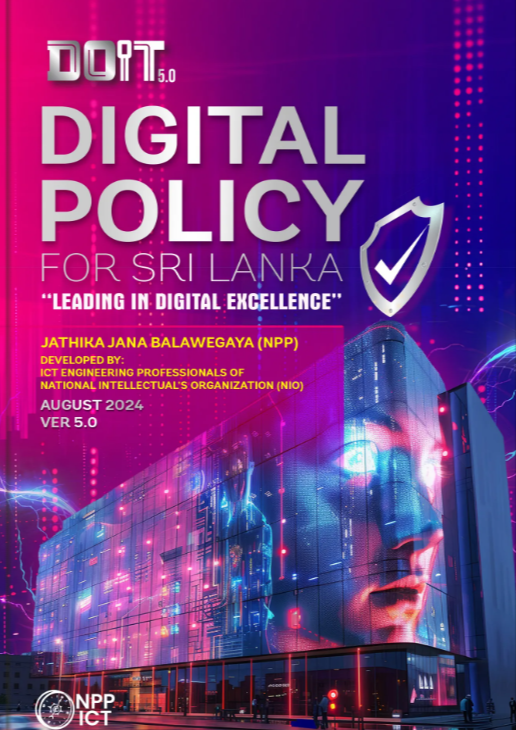 DOIT 5.0
DIGITAL
POLICY
FOR SRI LANKA
“LEADING IN DIGITAL EXCELLENCE”
JATHIKA JANA BALAWEGAYA (NPP)
DEVELOPED BY:
ICT ENGINEERING PROFESSIONALS OF
NATIONAL INTELLECTUAL'S ORGANIZATION (NIO)
AUGUST 2024
VER 5.0
NPP
ICT